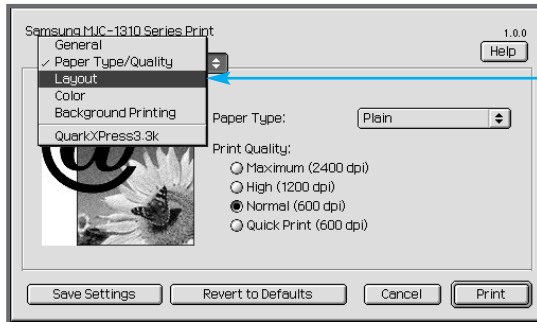 Samsung MJC-1310 Series Print
1.0.0
Help
General
✓ Paper Type/Quality
Layout
Color
Background Printing
QuarkXPress3.3k
Paper Type:
Plain
Print Quality:
Maximum (2400 dpi)
High (1200 dpi)
Normal (600 dpi)
Quick Print (600 dpi)
@
Save Settings
Revert to Defaults
Cancel
Print